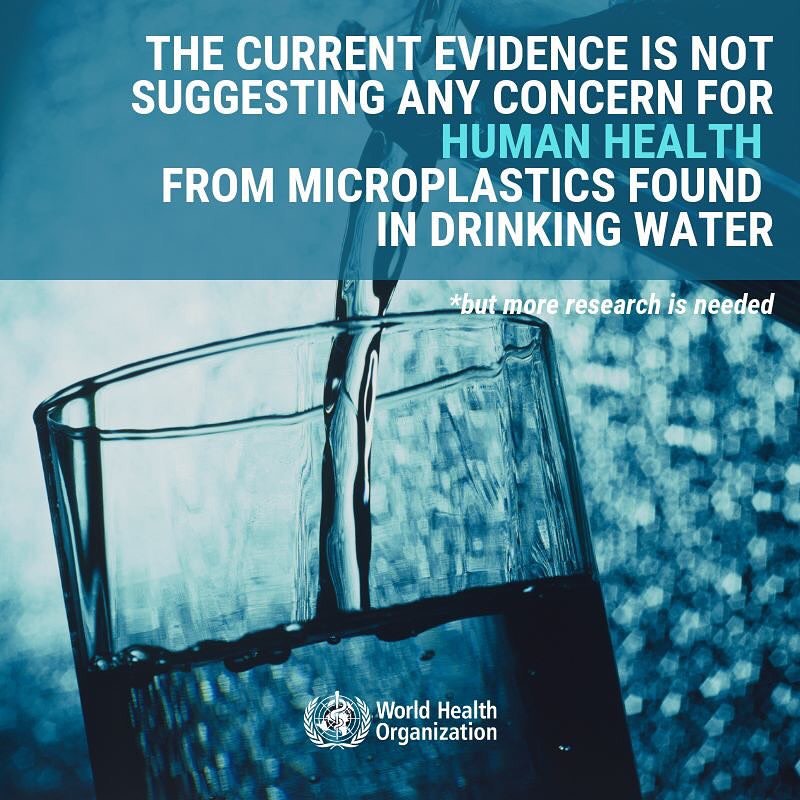 THE CURRENT EVIDENCE IS NOT
SUGGESTING ANY CONCERN FOR
HUMAN HEALTH
FROM MICROPLASTICS FOUND
IN DRINKING WATER
*but more research is needed
World Health
Organization